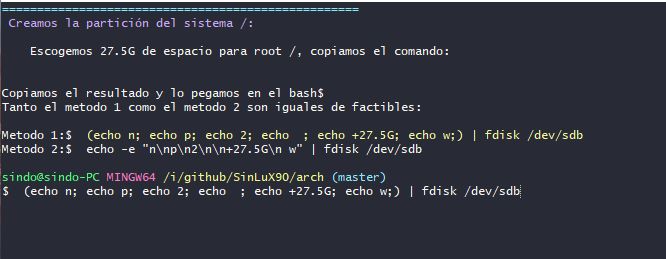 ===================================================
Creamos la partición del sistema /:
Escogemos 27.5G de espacio para root /, copiamos el comando:
Copiamos el resultado y lo pegamos en el bash$
Tanto el metodo 1 como el metodo 2 son iguales de factibles:
Metodo 1:$  (echo n; echo p; echo 2; echo  ; echo +27.5G; echo w;) | fdisk /dev/sdb
Metodo 2:$  echo -e "n\np\n2\n\n+27.5G\n w" | fdisk /dev/sdb
sindo@sindo-PC MINGW64 /i/github/SinLuX90/arch (master)
$  (echo n; echo p; echo 2; echo  ; echo +27.5G; echo w;) | fdisk /dev/sdb